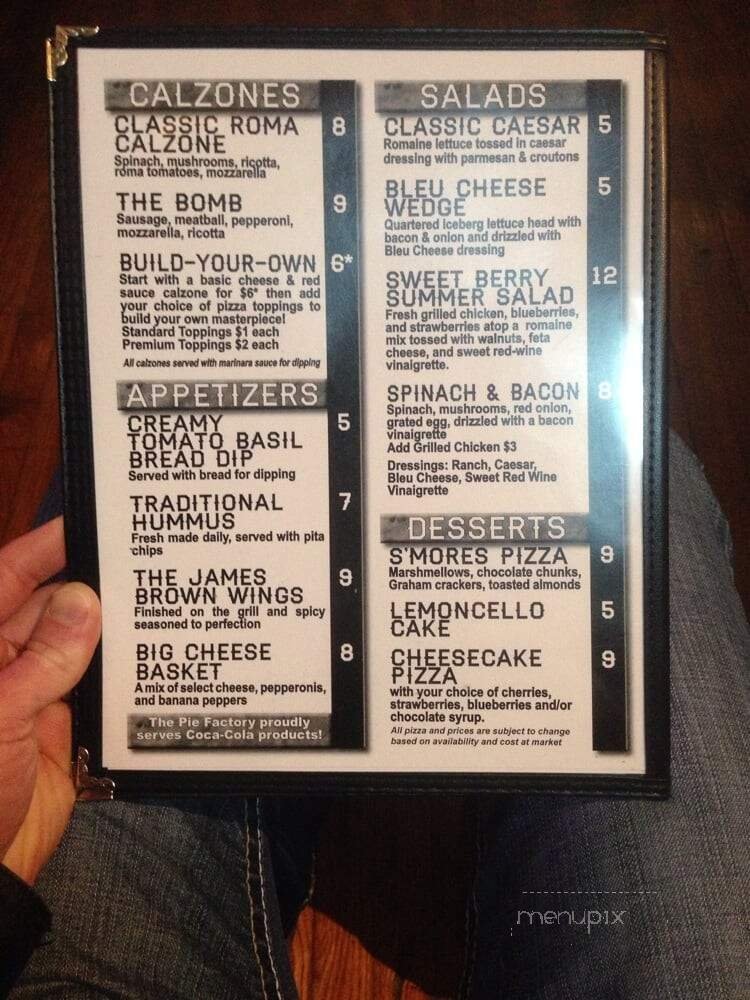 CALZONES
CLASSIC ROMA 8
CALZONE
Spinach, mushrooms, ricotta,
roma tomatoes, mozzarella
THE BOMB 9
Sausage, meatball, pepperoni,
mozzarella, ricotta
BUILD-YOUR-OWN 6*
Start with a basic cheese & red
sauce calzone for $6* then add
your choice of pizza toppings to
build your own masterpiece!
Standard Toppings $1 each
Premium Toppings $2 each
All calzones served with marinara sauce for dipping
APPETIZERS
CREAMY 5
TOMATO BASIL
BREAD DIP
Served with bread for dipping
TRADITIONAL 7
HUMMUS
Fresh made daily, served with pita
chips
THE JAMES 9
BROWN WINGS
Finished on the grill and spicy
seasoned to perfection
BIG CHEESE 8
BASKET
A mix of select cheese, pepperonis,
and banana peppers
The Pie Factory proudly
serves Coca-Cola products!
SALADS
CLASSIC CAESAR 5
Romaine lettuce tossed in caesar
dressing with parmesan & croutons
BLEU CHEESE 5
WEDGE
Quartered iceberg lettuce head with
bacon & onion and drizzled with
Bleu Cheese dressing
SWEET BERRY 12
SUMMER SALAD
Fresh grilled chicken, blueberries,
and strawberries atop a romaine
mix tossed with walnuts, feta
cheese, and sweet red-wine
vinaigrette.
SPINACH & BACON 8
Spinach, mushrooms, red onion,
grated egg, drizzled with a bacon
vinaigrette
Add Grilled Chicken $3
Dressings: Ranch, Caesar,
Bleu Cheese, Sweet Red Wine
Vinaigrette
DESSERTS
S'MORES PIZZA 9
Marshmellows, chocolate chunks,
Graham crackers, toasted almonds
LEMONCELLO 5
CAKE
CHEESECAKE 9
PIZZA
with your choice of cherries,
strawberries, blueberries and/or
chocolate syrup.
All pizza and prices are subject to change
based on availability and cost at market
menupix